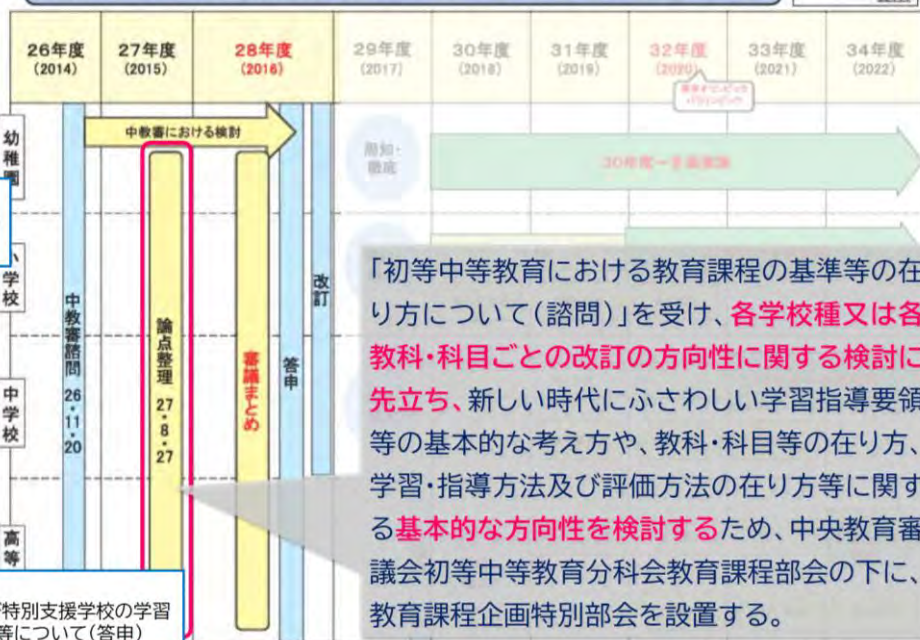 26年度 27年度 28年度 29年度 30年度 31年度 32年度 33年度 34年度
(2014) (2015) (2016) (2017) (2018) (2019) (2020) (2021) (2022)
中教審における検討
幼稚園
周知・
徹底
30年度～全面実施
小学校
中学校
高等
中教審諮問 26・11・20
論点整理 27・8・27
審議まとめ
答申
改訂
「初等中等教育における教育課程の基準等の在
り方について(諮問)」を受け、各学校種又は各
教科・科目ごとの改訂の方向性に関する検討に
先立ち、新しい時代にふさわしい学習指導要領
等の基本的な考え方や、教科・科目等の在り方、
学習・指導方法及び評価方法の在り方等に関す
る基本的な方向性を検討するため、中央教育審
議会初等中等教育分科会教育課程部会の下に、
教育課程企画特別部会を設置する。
特別支援学校の学習
等について(答申)